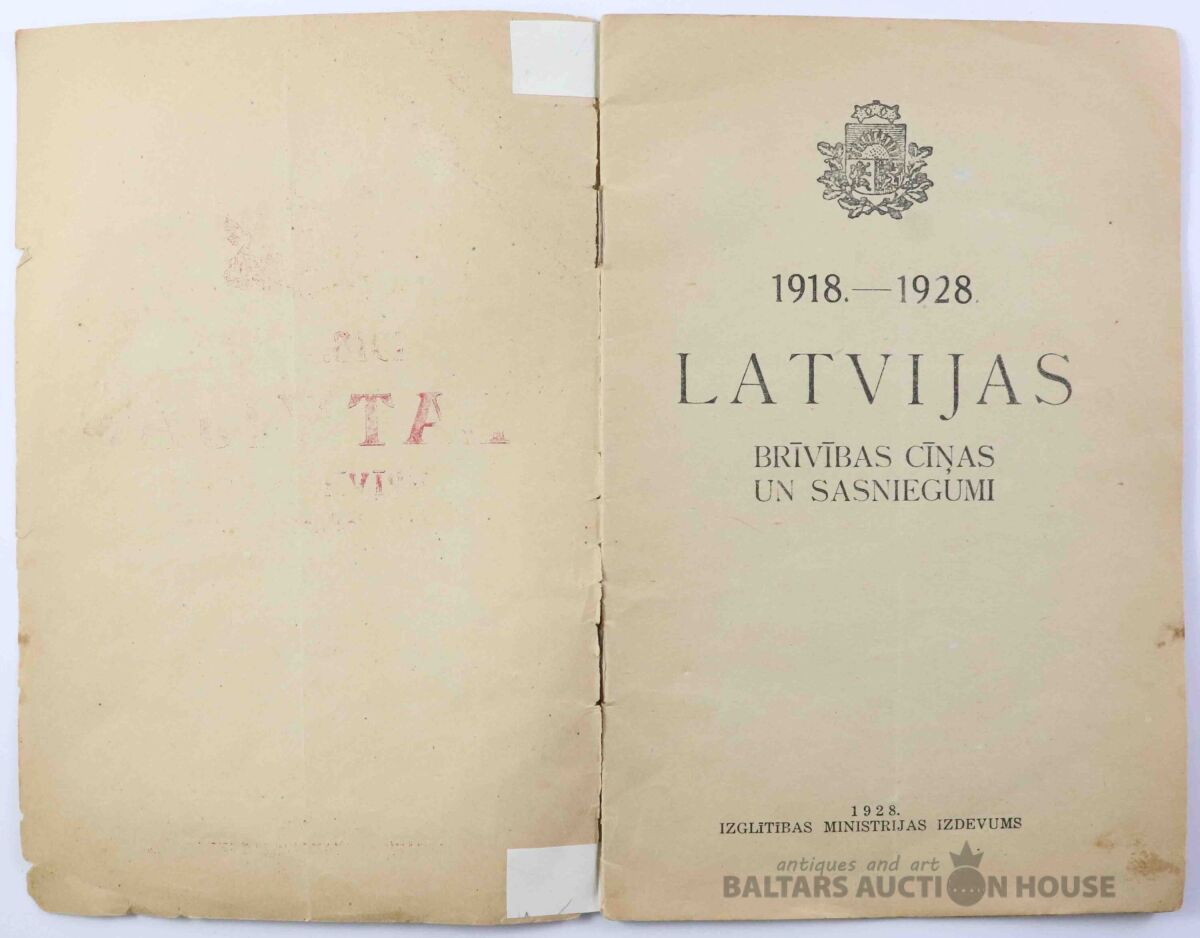 1918.—1928.
LATVIJAS
BRĪVĪBAS CĪŅAS
UN SASNIEGUMI
1928.
IZGLĪTĪBAS MINISTRIJAS IZDEVUMS
antiques and art
BALTARS AUCTION HOUSE